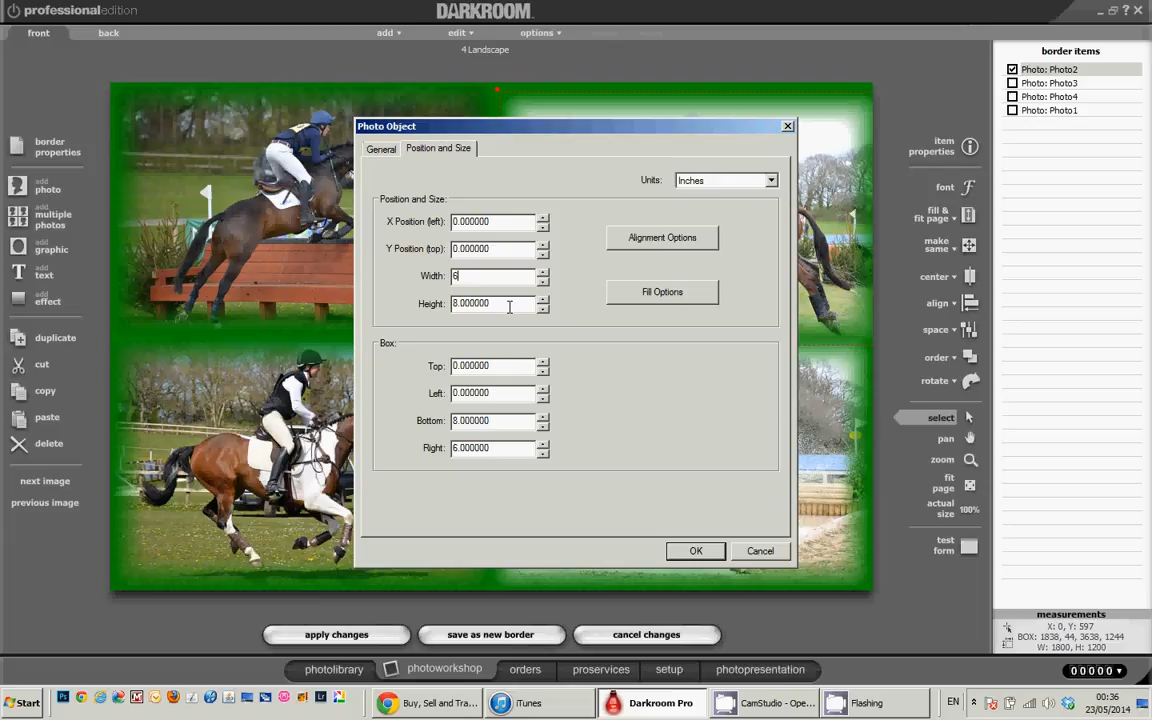 professionaledition
DARKROOM
front
back
add
edit
options
4 Landscape
border items
Photo: Photo2
Photo: Photo3
Photo: Photo4
Photo: Photo1
border properties
add photo
add multiple photos
add graphic
add text
add effect
duplicate
cut
copy
paste
delete
next image
previous image
Photo Object
General
Position and Size
Units: Inches
Position and Size:
X Position (left): 0.000000
Y Position (top): 0.000000
Width: 6
Height: 8.000000
Alignment Options
Fill Options
Box:
Top: 0.000000
Left: 0.000000
Bottom: 8.000000
Right: 6.000000
OK
Cancel
item properties
font
fill & fit page
make same
center
align
space
order
rotate
select
pan
zoom
fit page
actual size 100%
test form
measurements
X: 0, Y: 597
BOX: 1838, 44, 3638, 1244
W: 1800, H: 1200
apply changes
save as new border
cancel changes
photolibrary
photoworkshop
orders
proservices
setup
photopresentation
00000
Start
Buy, Sell and Tra...
iTunes
Darkroom Pro
CamStudio - Ope...
Flashing
EN
00:36
23/05/2014